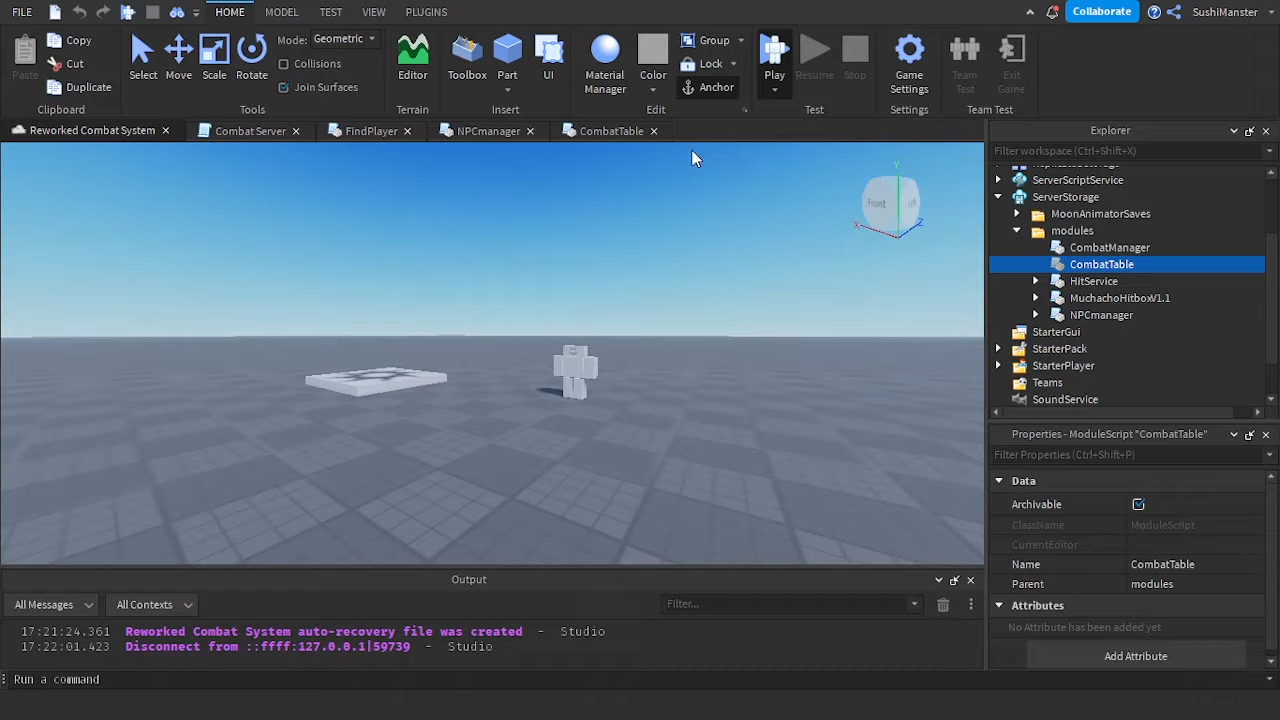 FILE HOME MODEL TEST VIEW PLUGINS Collaborate SushiManster
Paste Copy Cut Duplicate Clipboard
Select Move Scale Rotate Mode: Geometric Collisions Join Surfaces Tools
Editor Terrain
Toolbox Part UI Insert
Material Manager Color Group Lock Anchor Edit
Play Resume Stop Test
Game Settings Settings
Team Test Exit Game Team Test
Reworked Combat System CombatServer FindPlayer NPCmanager CombatTable
Front
Y
X
Z
Explorer
Filter workspace (Ctrl+Shift+X)
ServerScriptService
ServerStorage
MoonAnimatorSaves
modules
CombatManager
CombatTable
HitService
MuchachoHitboxV1.1
NPCmanager
StarterGui
StarterPack
StarterPlayer
Teams
SoundService
Properties - ModuleScript "CombatTable"
Filter Properties (Ctrl+Shift+P)
Data
Archivable
ClassName ModuleScript
CurrentEditor
Name CombatTable
Parent modules
Attributes
No Attribute has been added yet
Add Attribute
Output
All Messages All Contexts Filter...
17:21:24.361 Reworked Combat System auto-recovery file was created - Studio
17:22:01.423 Disconnect from ::ffff:127.0.0.1|59739 - Studio
Run a command